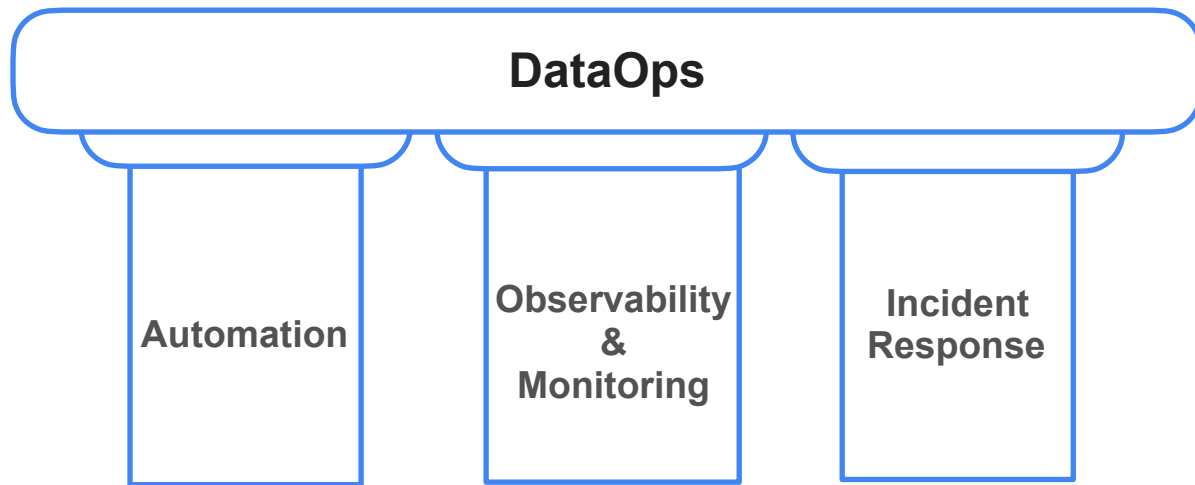 DataOps
Automation
Observability
&
Monitoring
Incident
Response